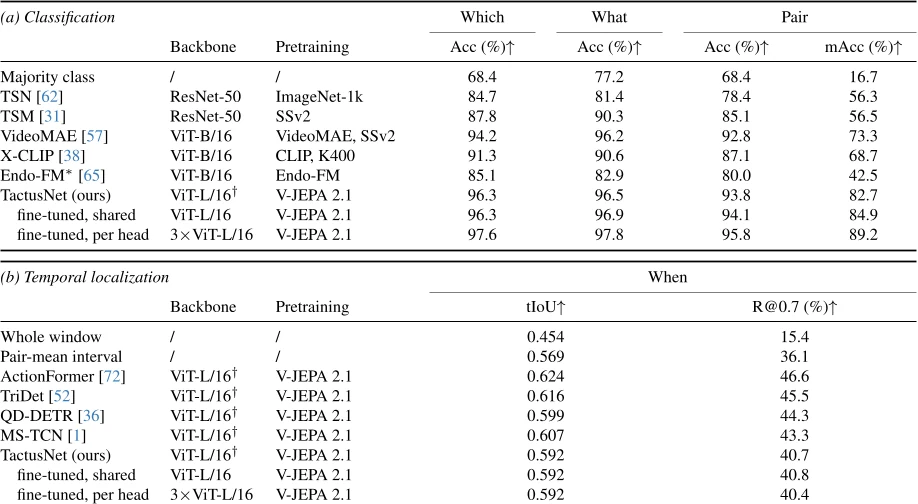 (a) Classification Which What Pair
Backbone Pretraining Acc (%)↑ Acc (%)↑ Acc (%)↑ mAcc (%)↑
Majority class / / 68.4 77.2 68.4 16.7
TSN [62] ResNet-50 ImageNet-1k 84.7 81.4 78.4 56.3
TSM [31] ResNet-50 SSv2 87.8 90.3 85.1 56.5
VideoMAE [57] ViT-B/16 VideoMAE, SSv2 94.2 96.2 92.8 73.3
X-CLIP [38] ViT-B/16 CLIP, K400 91.3 90.6 87.1 68.7
Endo-FM* [65] ViT-B/16 Endo-FM 85.1 82.9 80.0 42.5
TactusNet (ours) ViT-L/16† V-JEPA 2.1 96.3 96.5 93.8 82.7
fine-tuned, shared ViT-L/16 V-JEPA 2.1 96.3 96.9 94.1 84.9
fine-tuned, per head 3×ViT-L/16 V-JEPA 2.1 97.6 97.8 95.8 89.2
(b) Temporal localization When
Backbone Pretraining tIoU↑ R@0.7 (%)↑
Whole window / / 0.454 15.4
Pair-mean interval / / 0.569 36.1
ActionFormer [72] ViT-L/16† V-JEPA 2.1 0.624 46.6
TriDet [52] ViT-L/16† V-JEPA 2.1 0.616 45.5
QD-DETR [36] ViT-L/16† V-JEPA 2.1 0.599 44.3
MS-TCN [1] ViT-L/16† V-JEPA 2.1 0.607 43.3
TactusNet (ours) ViT-L/16† V-JEPA 2.1 0.592 40.7
fine-tuned, shared ViT-L/16 V-JEPA 2.1 0.592 40.8
fine-tuned, per head 3×ViT-L/16 V-JEPA 2.1 0.592 40.4